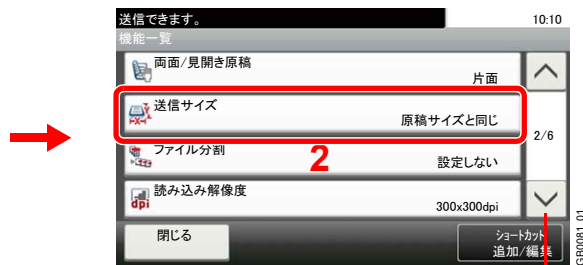 送信できます。
10:10
機能一覧
両面/見開き原稿
片面
送信サイズ
原稿サイズと同じ
2/6
ファイル分割
2
設定しない
読み込み解像度
dpi
300x300dpi
閉じる
ショートカット
追加/編集
GB0081_01